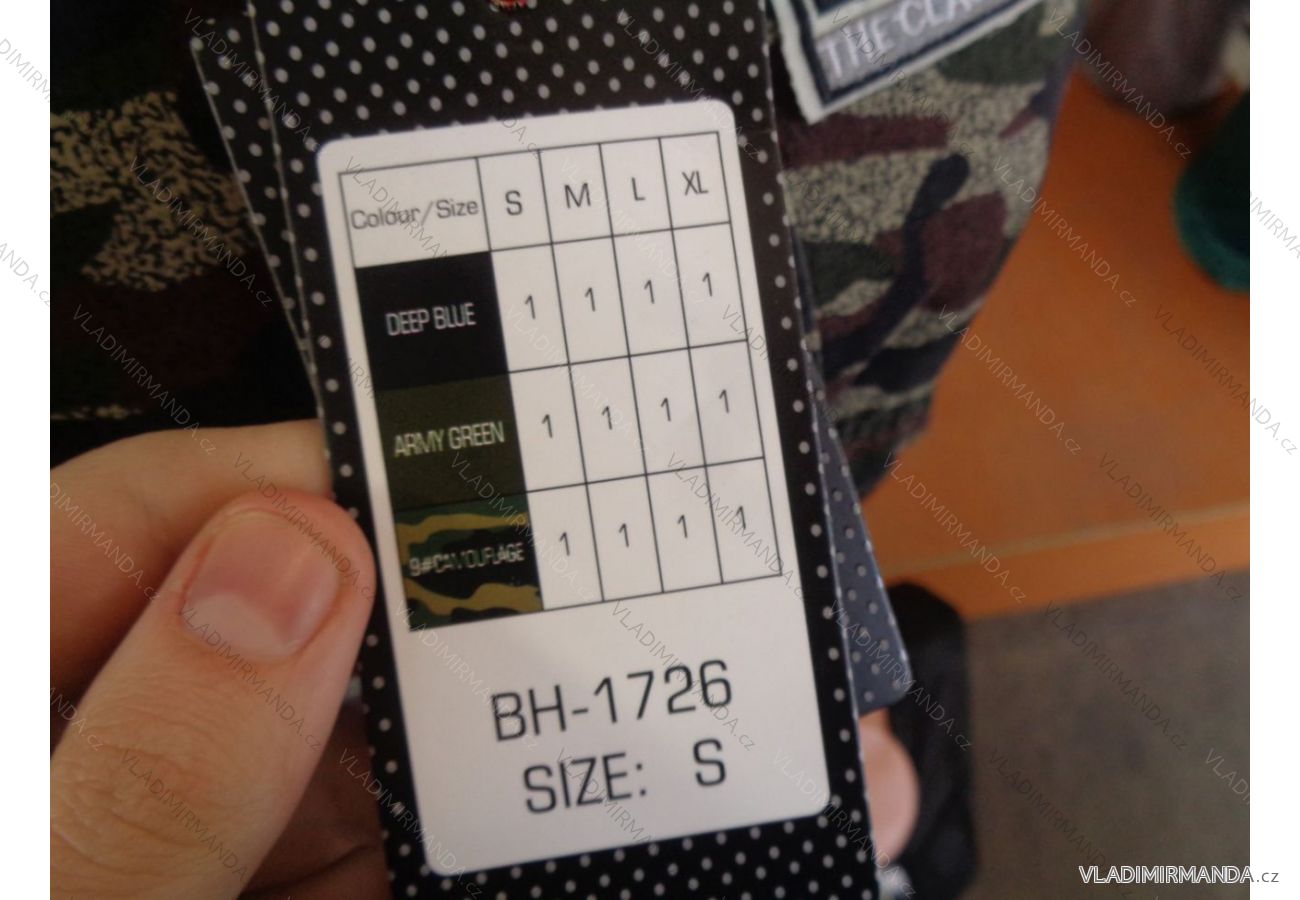 THE CLA
Colour/Size S M L XL
DEEP BLUE 1 1 1 1
ARMY GREEN 1 1 1 1
9#CAMOUFLAGE 1 1 1 1
BH-1726
SIZE: S
VLADIMIRMANDA.cz